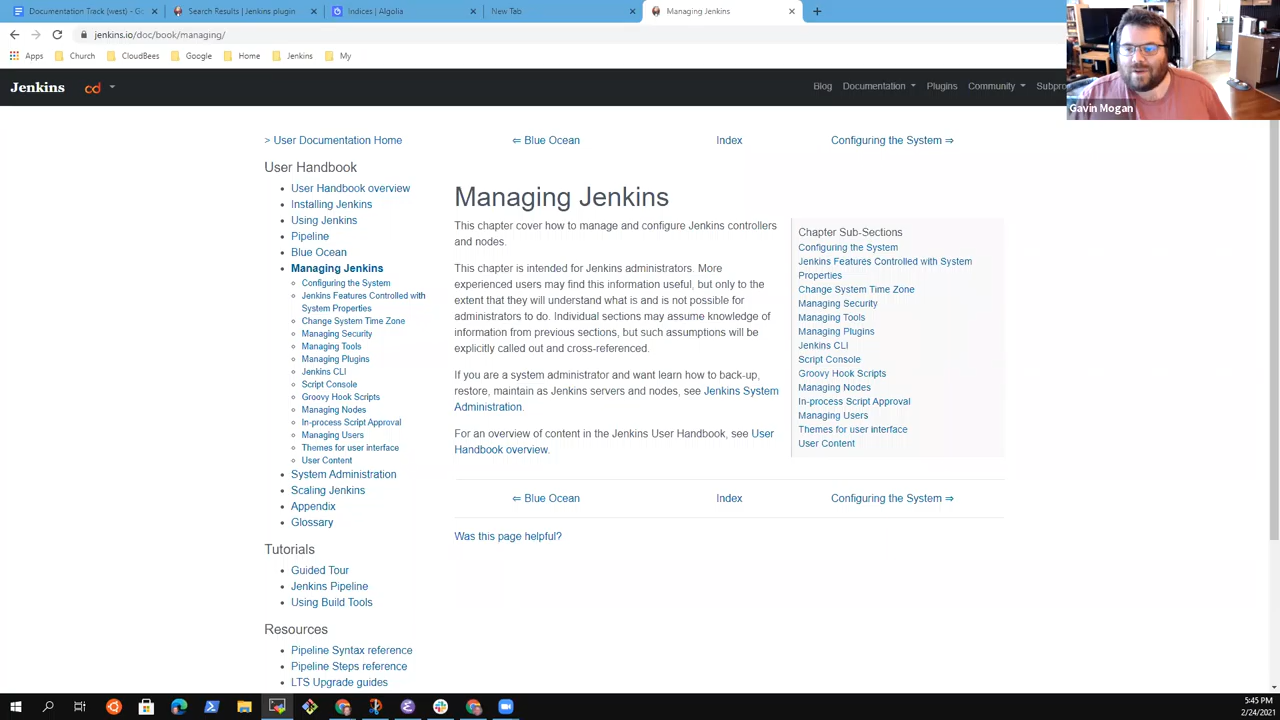 Documentation Track (west) - Go
Search Results | Jenkins plugin
Indices | Algolia
New Tab
Managing Jenkins
jenkins.io/doc/book/managing/
Apps
Church
CloudBees
Google
Home
Jenkins
My
Jenkins
cd
Blog
Documentation
Plugins
Community
Subpro
Gavin Mogan
> User Documentation Home
⇐ Blue Ocean
Index
Configuring the System ⇒
User Handbook
User Handbook overview
Installing Jenkins
Using Jenkins
Pipeline
Blue Ocean
Managing Jenkins
Configuring the System
Jenkins Features Controlled with
System Properties
Change System Time Zone
Managing Security
Managing Tools
Managing Plugins
Jenkins CLI
Script Console
Groovy Hook Scripts
Managing Nodes
In-process Script Approval
Managing Users
Themes for user interface
User Content
System Administration
Scaling Jenkins
Appendix
Glossary
Tutorials
Guided Tour
Jenkins Pipeline
Using Build Tools
Resources
Pipeline Syntax reference
Pipeline Steps reference
LTS Upgrade guides
Managing Jenkins
This chapter cover how to manage and configure Jenkins controllers
and nodes.
This chapter is intended for Jenkins administrators. More
experienced users may find this information useful, but only to the
extent that they will understand what is and is not possible for
administrators to do. Individual sections may assume knowledge of
information from previous sections, but such assumptions will be
explicitly called out and cross-referenced.
If you are a system administrator and want learn how to back-up,
restore, maintain as Jenkins servers and nodes, see Jenkins System
Administration.
For an overview of content in the Jenkins User Handbook, see User
Handbook overview.
Chapter Sub-Sections
Configuring the System
Jenkins Features Controlled with System
Properties
Change System Time Zone
Managing Security
Managing Tools
Managing Plugins
Jenkins CLI
Script Console
Groovy Hook Scripts
Managing Nodes
In-process Script Approval
Managing Users
Themes for user interface
User Content
⇐ Blue Ocean
Index
Configuring the System ⇒
Was this page helpful?
5:45 PM
2/24/2021